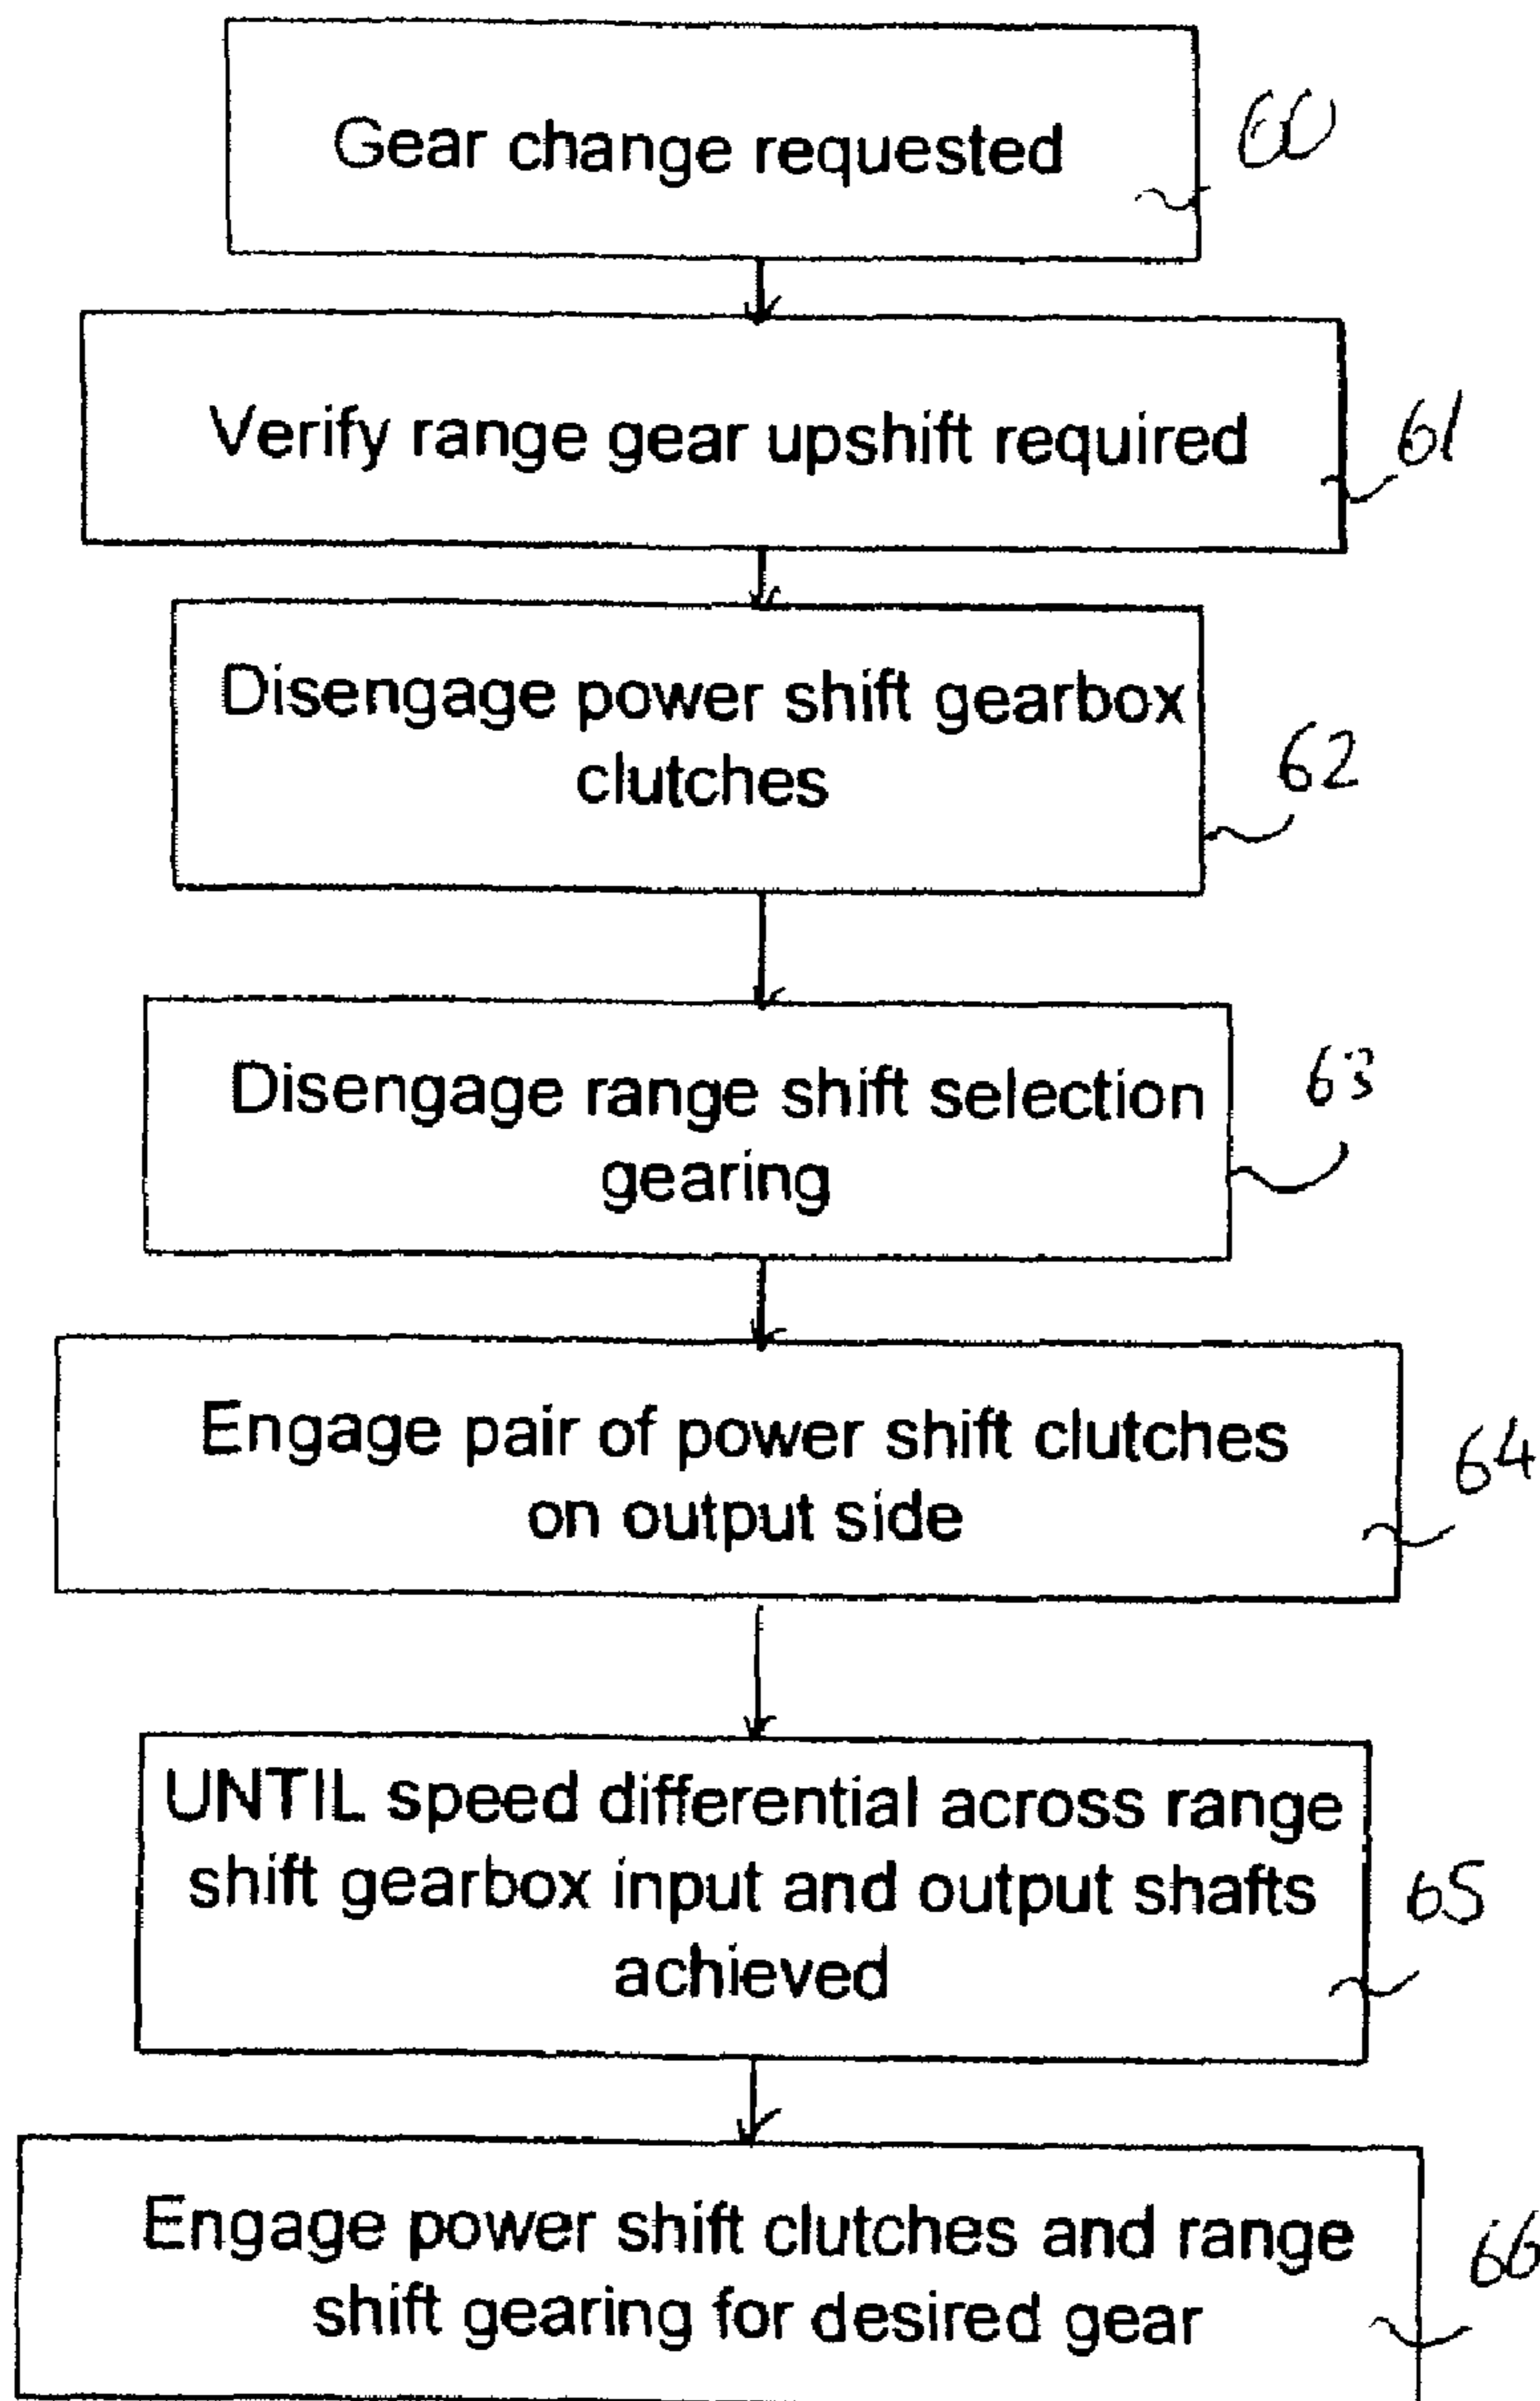 Gear change requested
60
Verify range gear upshift required
61
Disengage power shift gearbox
clutches
62
Disengage range shift selection
gearing
63
Engage pair of power shift clutches
on output side
64
UNTIL speed differential across range
shift gearbox input and output shafts
achieved
65
Engage power shift clutches and range
shift gearing for desired gear
66